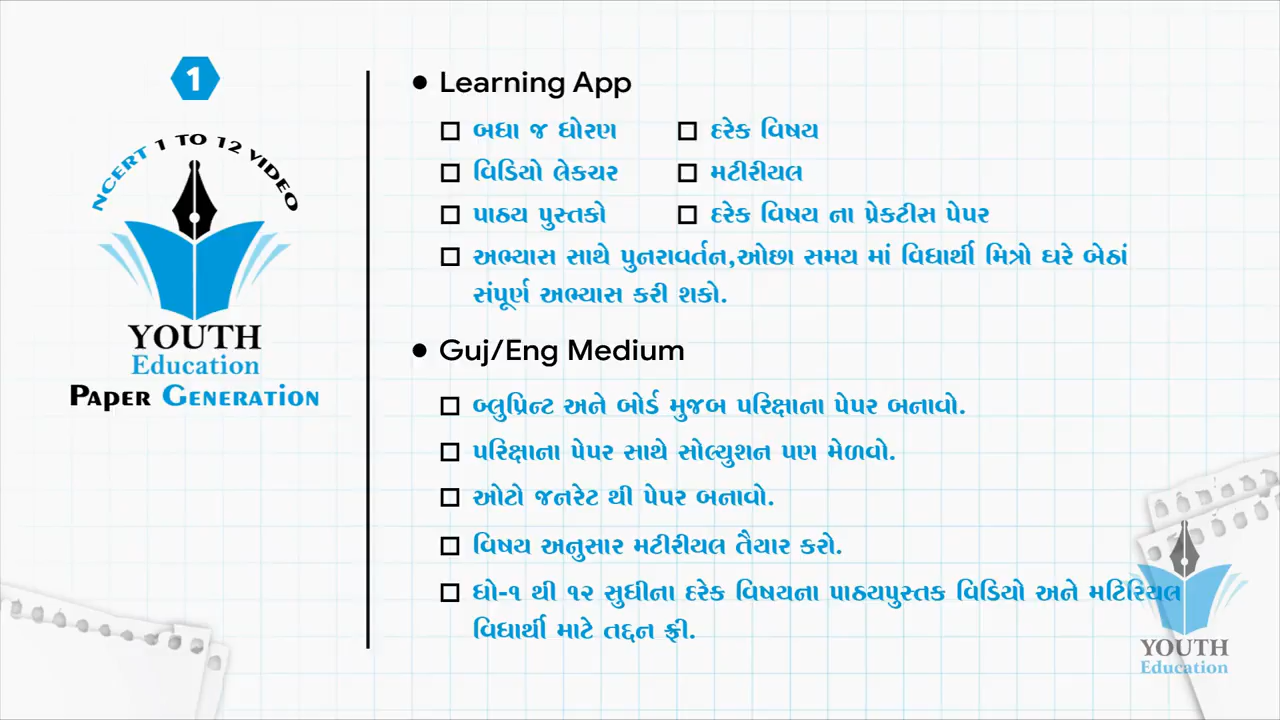 1
NCERT 1 TO 12 VIDEO
YOUTH
Education
PAPER GENERATION
Learning App
બધા જ ધોરણ
દરેક વિષય
વિડિયો લેકચર
મટીરીયલ
પાઠય પુસ્તકો
દરેક વિષય ના પ્રેકટીસ પેપર
અભ્યાસ સાથે પુનરાવર્તન,ઓછા સમય માં વિદ્યાર્થી મિત્રો ઘરે બેઠાં
સંપૂર્ણ અભ્યાસ કરી શકો.
Guj/Eng Medium
બ્લુપ્રિન્ટ અને બોર્ડ મુજબ પરિક્ષાના પેપર બનાવો.
પરિક્ષાના પેપર સાથે સોલ્યુશન પણ મેળવો.
ઓટો જનરેટ થી પેપર બનાવો.
વિષય અનુસાર મટીરીયલ તૈયાર કરો.
ધો-૧ થી ૧૨ સુધીના દરેક વિષયના પાઠયપુસ્તક વિડિયો અને મટિરિયલ
વિદ્યાર્થી માટે તદ્દન ફ્રી.
YOUTH
Education